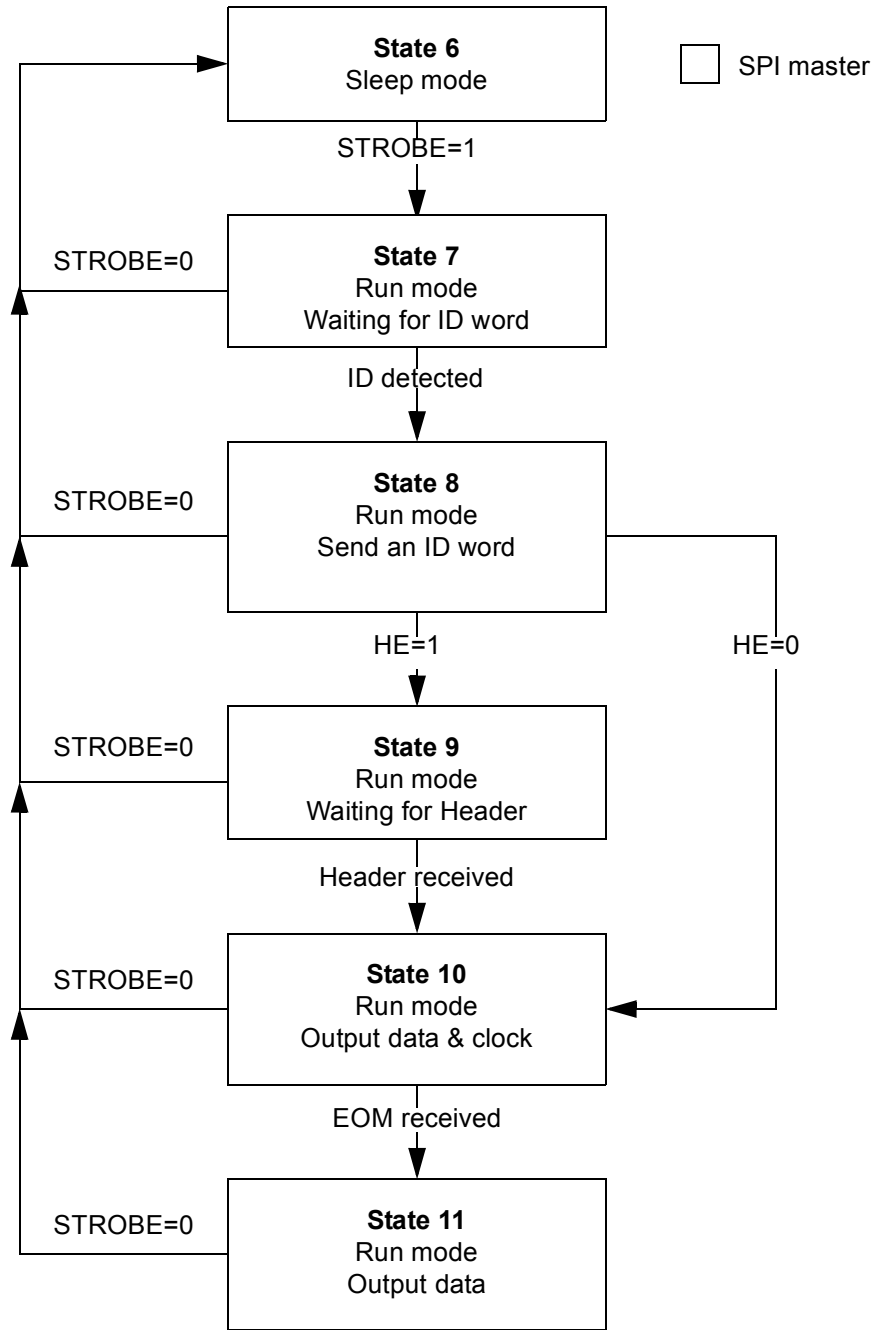 State 6
Sleep mode
SPI master
STROBE=1
State 7
Run mode
Waiting for ID word
STROBE=0
ID detected
State 8
Run mode
Send an ID word
STROBE=0
HE=1
HE=0
State 9
Run mode
Waiting for Header
STROBE=0
Header received
State 10
Run mode
Output data & clock
STROBE=0
EOM received
State 11
Run mode
Output data
STROBE=0